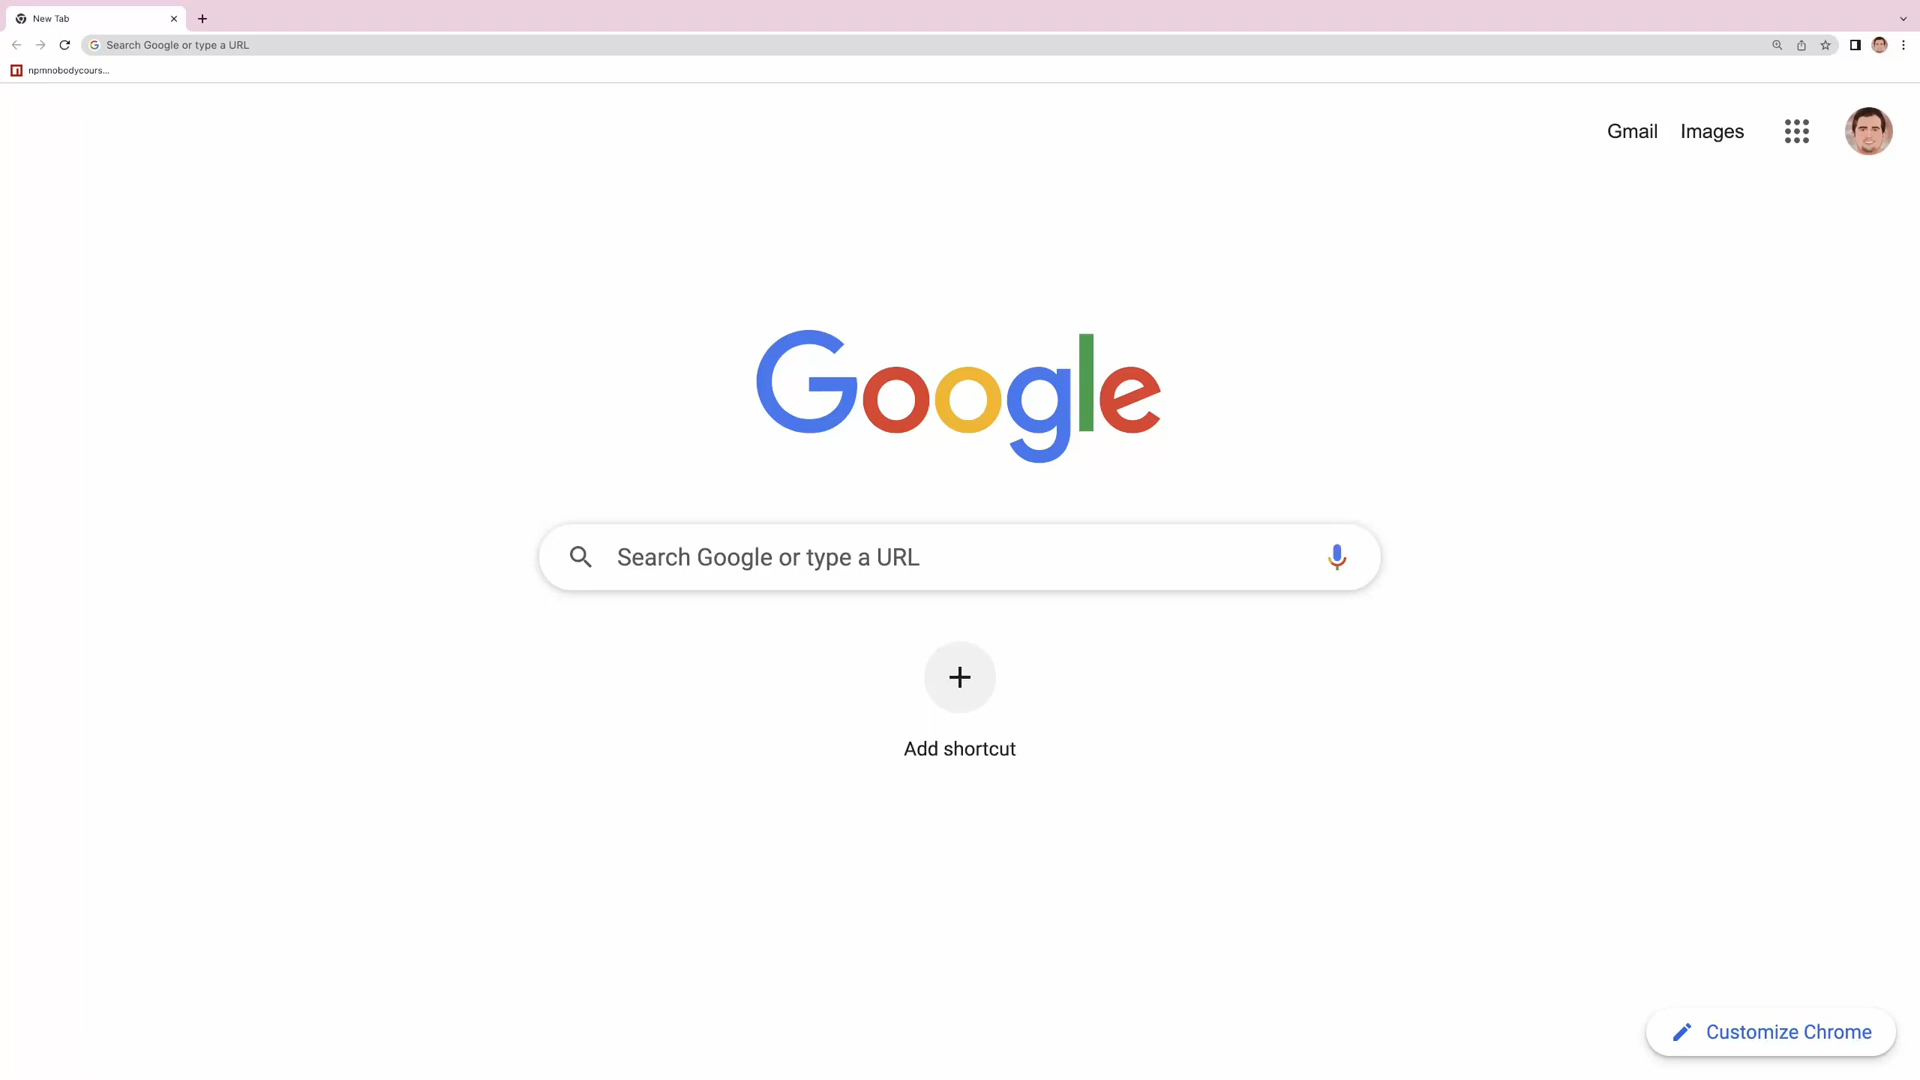 New Tab
Search Google or type a URL
npmnobodycours...
Gmail Images
Google
Search Google or type a URL
Add shortcut
Customize Chrome